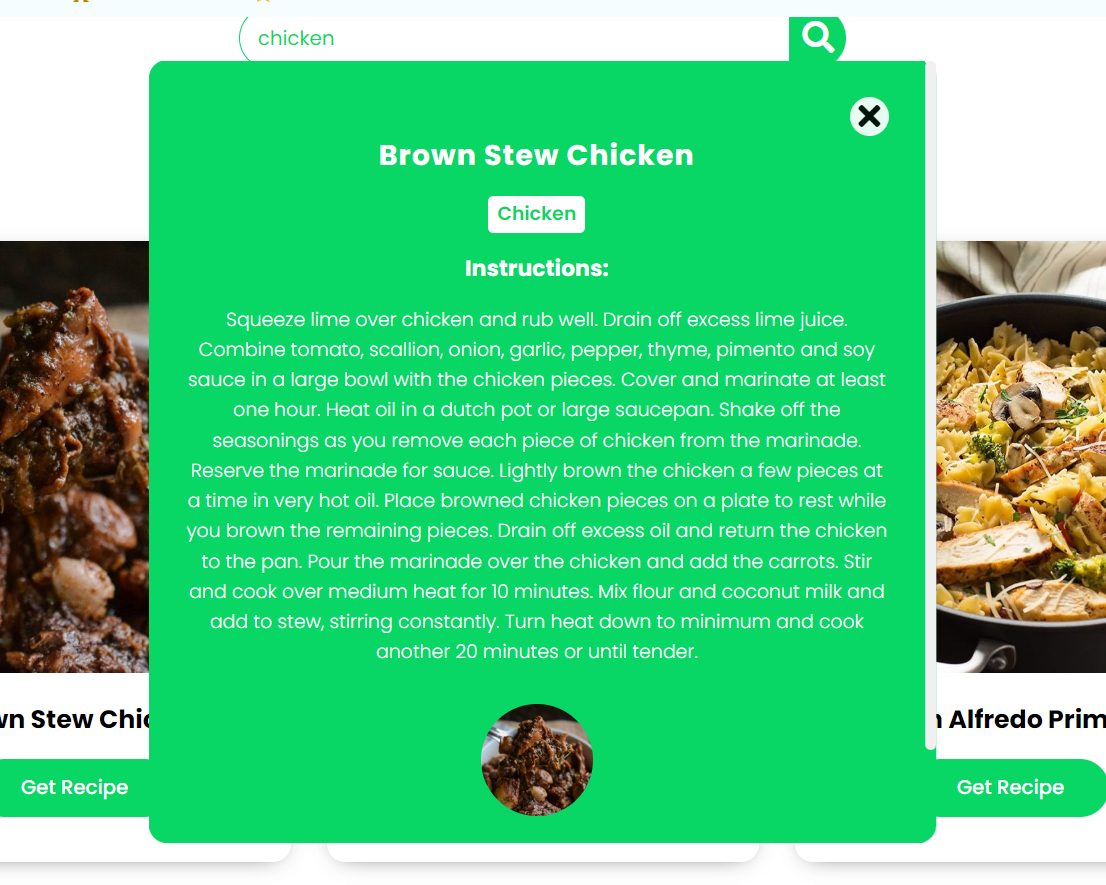 chicken
Brown Stew Chicken
Chicken
Instructions:
Squeeze lime over chicken and rub well. Drain off excess lime juice.
Combine tomato, scallion, onion, garlic, pepper, thyme, pimento and soy
sauce in a large bowl with the chicken pieces. Cover and marinate at least
one hour. Heat oil in a dutch pot or large saucepan. Shake off the
seasonings as you remove each piece of chicken from the marinade.
Reserve the marinade for sauce. Lightly brown the chicken a few pieces at
a time in very hot oil. Place browned chicken pieces on a plate to rest while
you brown the remaining pieces. Drain off excess oil and return the chicken
to the pan. Pour the marinade over the chicken and add the carrots. Stir
and cook over medium heat for 10 minutes. Mix flour and coconut milk and
add to stew, stirring constantly. Turn heat down to minimum and cook
another 20 minutes or until tender.
wn Stew Chic
n Alfredo Prim
Get Recipe
Get Recipe